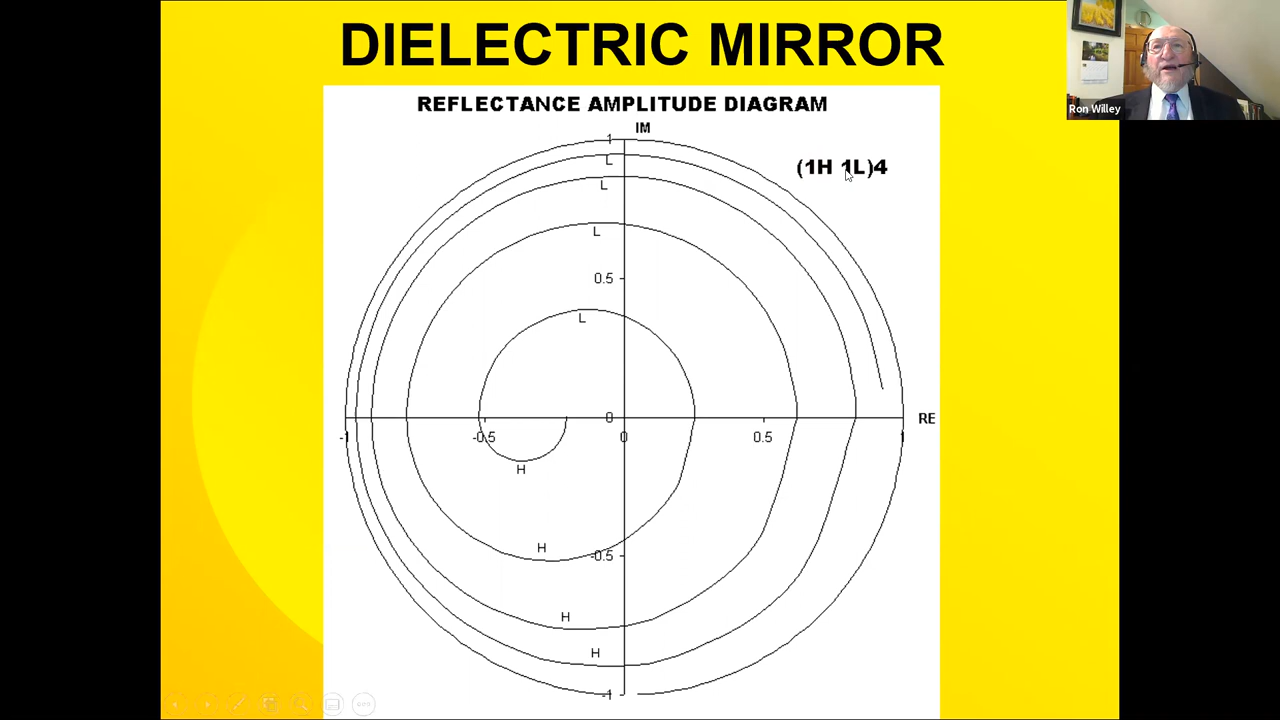 DIELECTRIC MIRROR
Ron Willey
REFLECTANCE AMPLITUDE DIAGRAM
IM
1
(1H 1L)4
L
L
L
0.5
L
0
RE
-1
-0.5
0
0.5
1
H
H
-0.5
H
H
-1